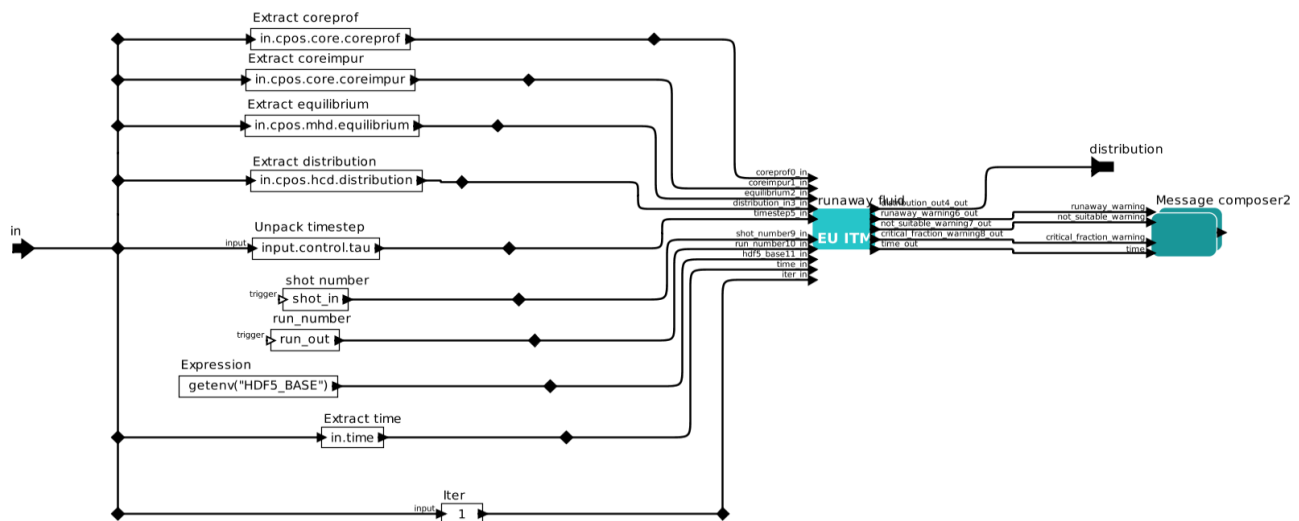 Extract coreprof
in.cpos.core.coreprof
Extract coreimpur
in.cpos.core.coreimpur
Extract equilibrium
in.cpos.mhd.equilibrium
Extract distribution
in.cpos.hcd.distribution
in
Unpack timestep
input
input.control.tau
shot number
trigger
shot_in
run_number
trigger
run_out
Expression
getenv("HDF5_BASE")
Extract time
in.time
Iter
input
1
coreprof0_in
coreimpur1_in
equilibrium2_in
distribution_in3_in
timestep5_in
shot_number9_in
run_number10_in
hdf5_base11_in
time_in
iter_in
runaway_fluid
EU ITM
distribution_out4_out
runaway_warning6_out
not_suitable_warning7_out
critical_fraction_warning8_out
time_out
distribution
Message composer2
runaway_warning
not_suitable_warning
critical_fraction_warning
time